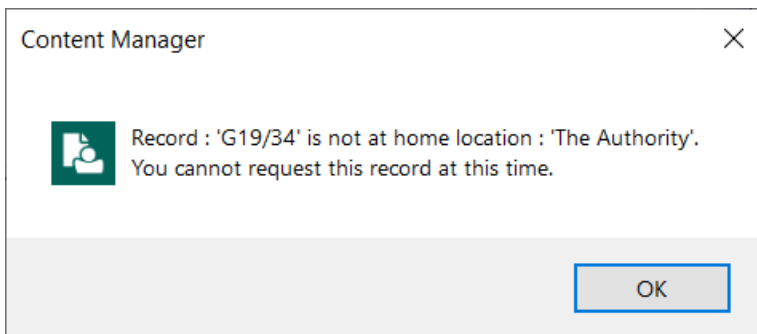 Content Manager
Record : 'G19/34' is not at home location : 'The Authority'.
You cannot request this record at this time.
OK